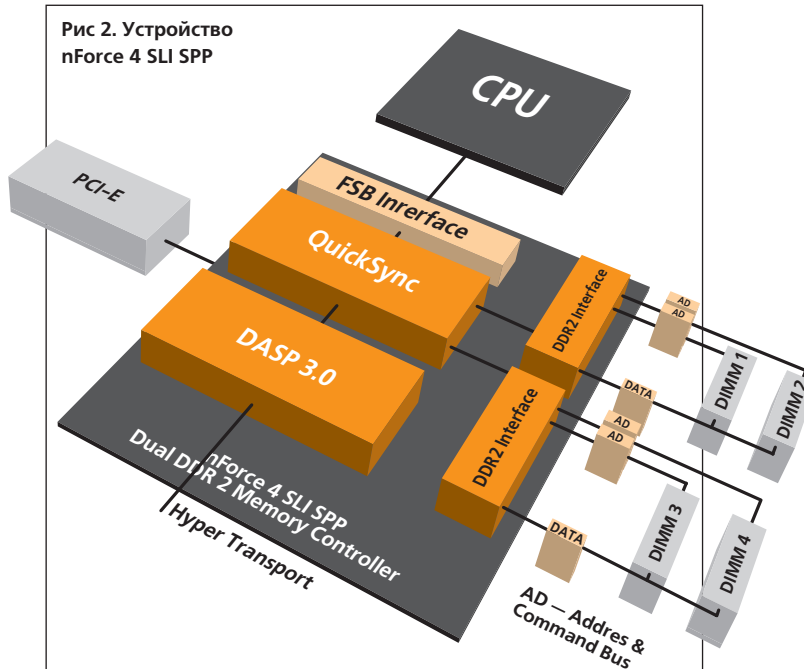 Рис 2. Устройство
nForce 4 SLI SPP
CPU
PCI-E
FSB Inrerface
QuickSync
DASP 3.0
DDR2 Interface
DDR2 Interface
AD
AD
DATA
DIMM 1
DIMM 2
AD
AD
DATA
DIMM 3
DIMM 4
nForce 4 SLI SPP
Dual DDR 2 Memory Controller
Hyper Transport
AD — Addres &
Command Bus